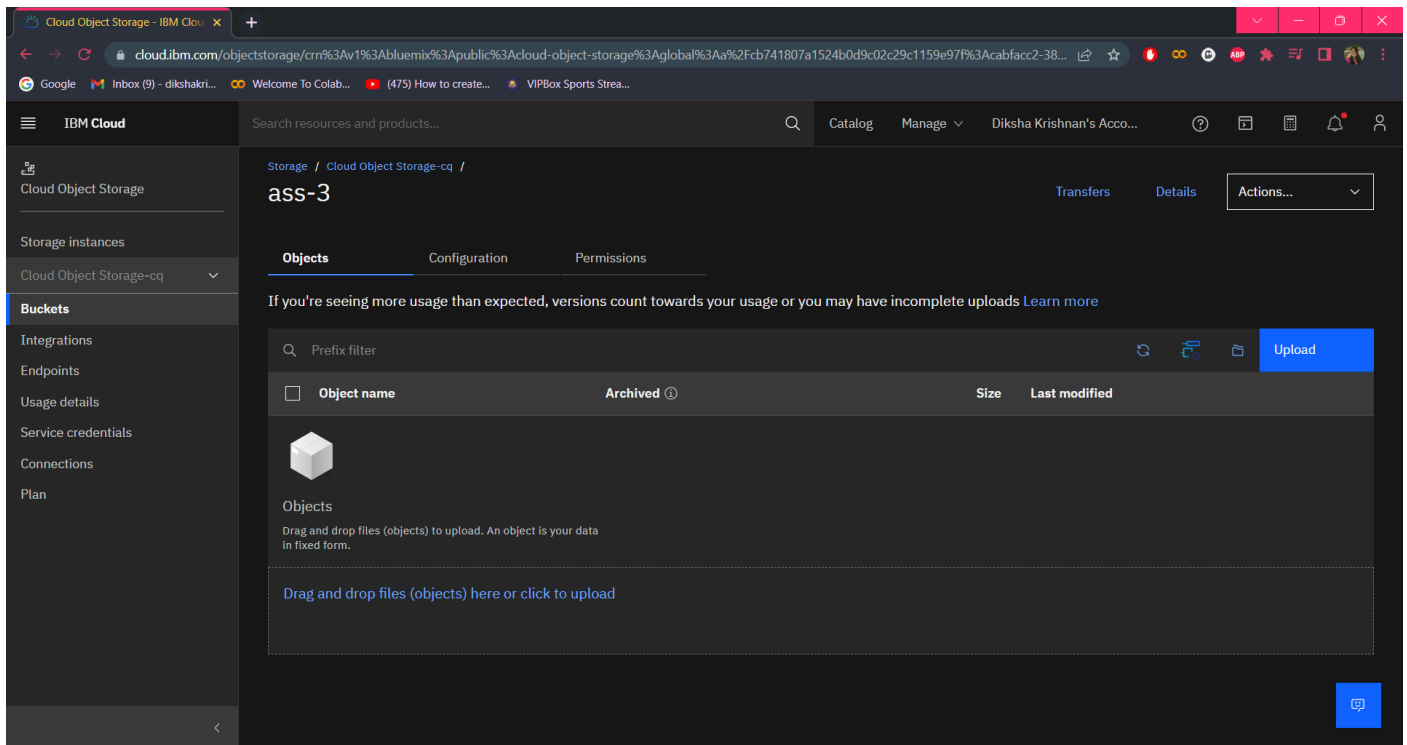 Cloud Object Storage - IBM Clou
cloud.ibm.com/objectstorage/crn%3Av1%3Abluemix%3Apublic%3Acloud-object-storage%3Aglobal%3Aa%2Fcb741807a1524b0d9c02c29c1159e97f%3Acabfacc2-38...
Google Inbox (9) - dikshakri... Welcome To Colab... (475) How to create... VIPBox Sports Strea...
IBM Cloud Search resources and products... Catalog Manage Diksha Krishnan's Acco...
Cloud Object Storage
Storage instances
Cloud Object Storage-cq
Buckets
Integrations
Endpoints
Usage details
Service credentials
Connections
Plan
Storage / Cloud Object Storage-cq /
ass-3
Transfers Details Actions...
Objects Configuration Permissions
If you're seeing more usage than expected, versions count towards your usage or you may have incomplete uploads Learn more
Prefix filter Upload
Object name Archived Size Last modified
Objects
Drag and drop files (objects) to upload. An object is your data
in fixed form.
Drag and drop files (objects) here or click to upload
ABP